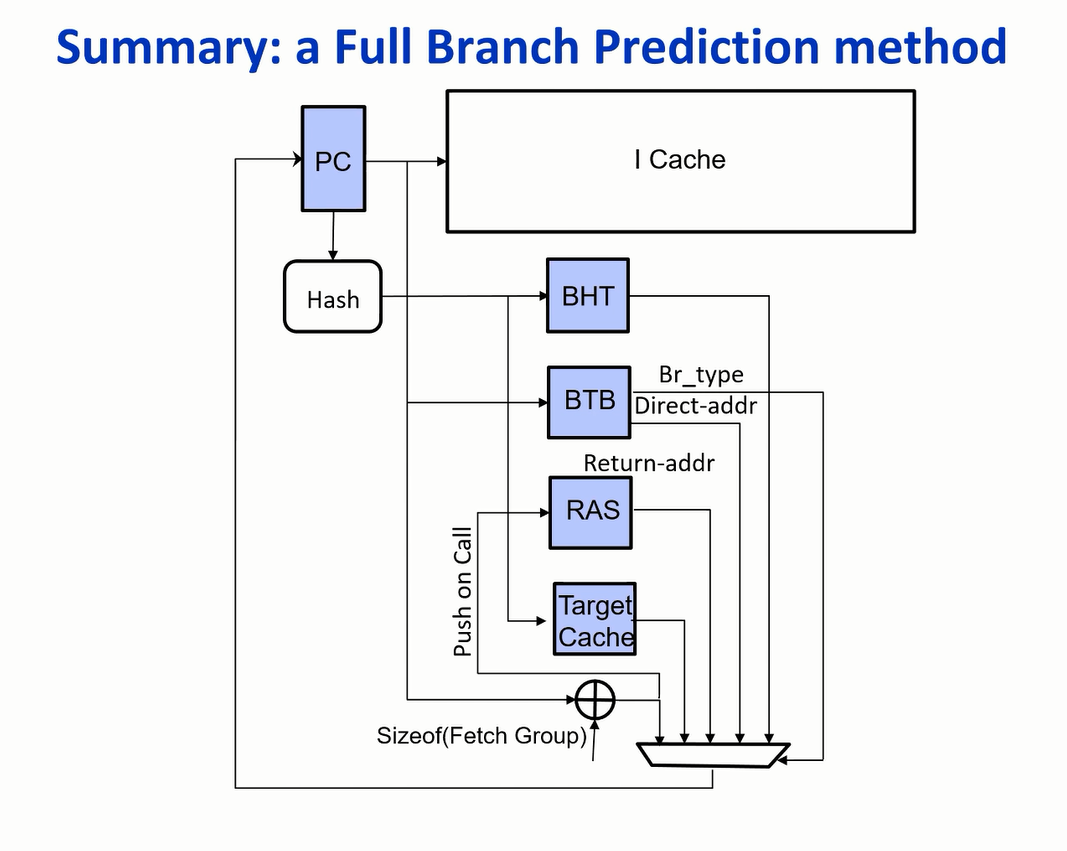 Summary: a Full Branch Prediction method
PC
I Cache
Hash
BHT
BTB
Br_type
Direct-addr
Return-addr
RAS
Push on Call
Target
Cache
Sizeof(Fetch Group)